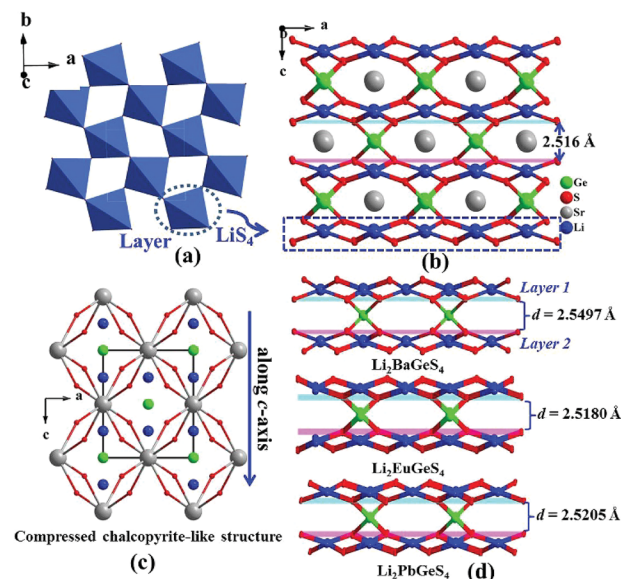 b
a
c
Layer
LiS4
(a)
b
a
c
2.516 Å
Ge
S
Sr
Li
(b)
a
c
along c-axis
Compressed chalcopyrite-like structure
(c)
Layer 1
d = 2.5497 Å
Layer 2
Li2BaGeS4
d = 2.5180 Å
Li2EuGeS4
d = 2.5205 Å
Li2PbGeS4
(d)